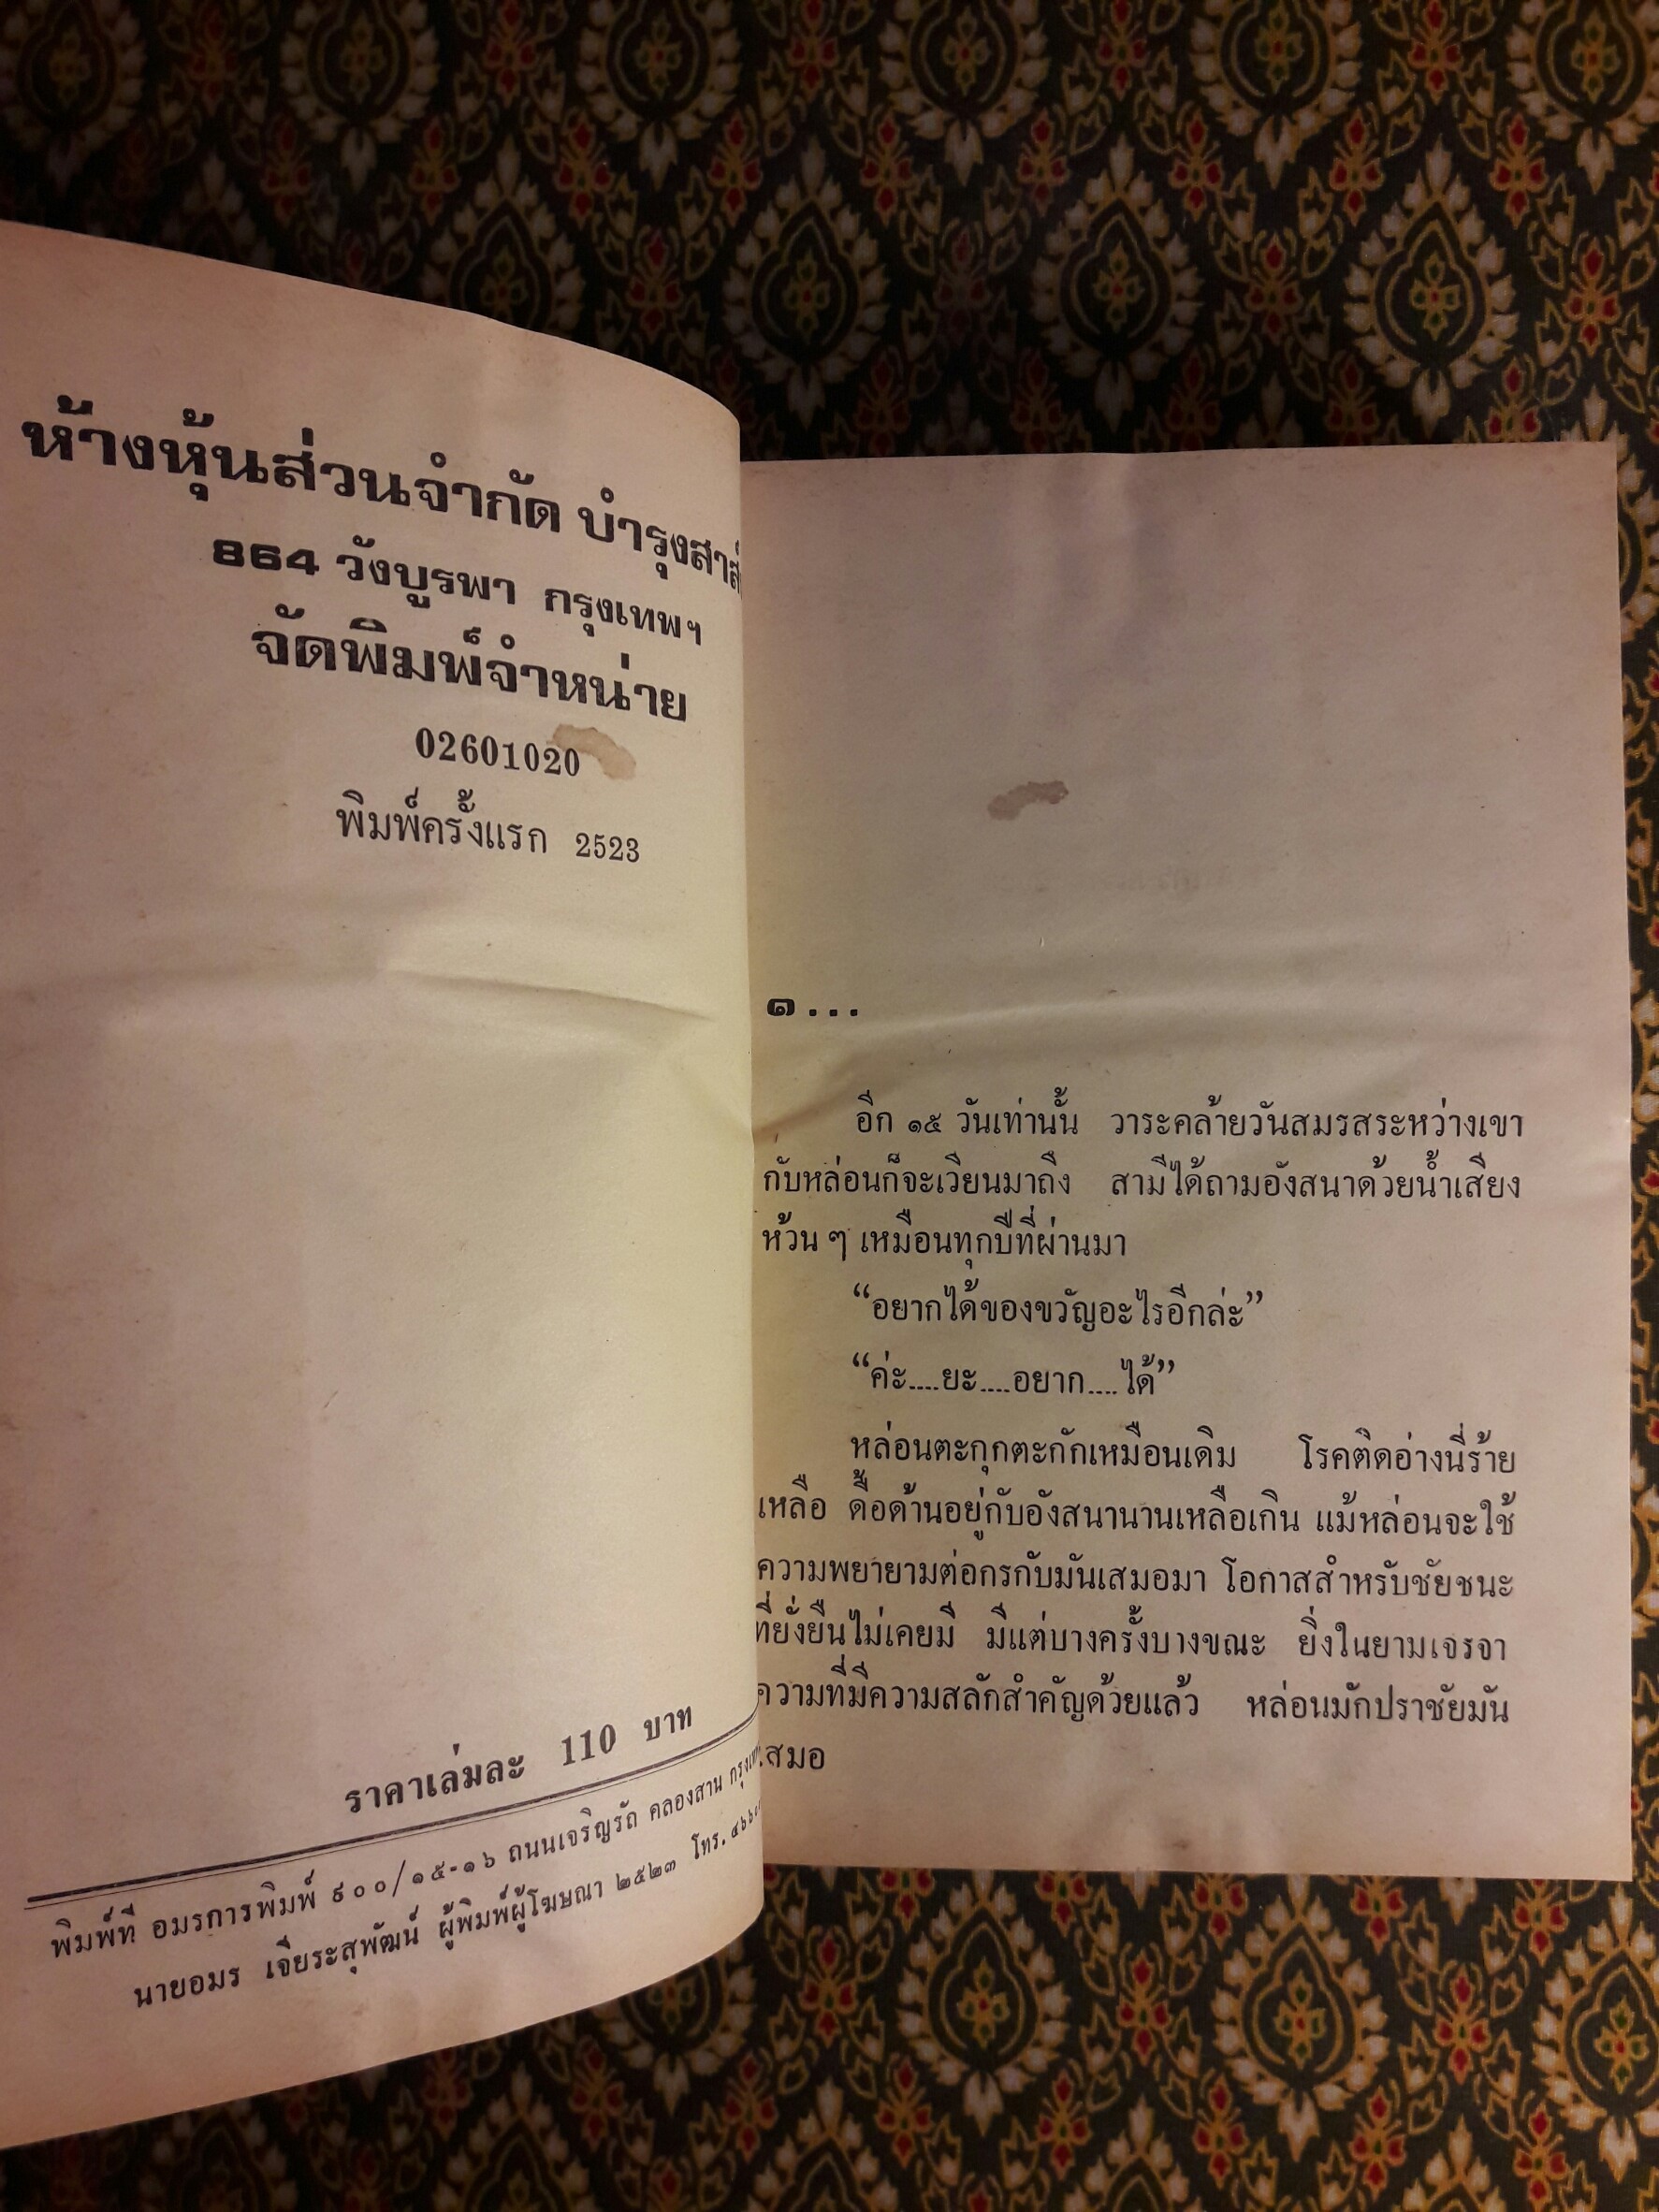 ห้างหุ้นส่วนจำกัด
864 วังบูรพา กรุงเทพฯ
จัดพิมพ์จำหน่าย
02601020
พิมพ์ครั้งแรก 2523
ราคาเล่มละ 110 บาท
พิมพ์ที่ อมรการพิมพ์ ๙๐๐/๑๕-๑๖ ถนนเจริญรัถ คลองสาน
นายอมร เจียระสุพัฒน์ ผู้พิมพ์ผู้โฆษณา ๒๕๒๓ โทร.
๑...
อีก ๑๕ วันเท่านั้น วาระคล้ายวันสมรสระหว่างเขา
กับหล่อนก็จะเวียนมาถึง สามีได้ถามอังสนาด้วยน้ำเสียง
ห้วน ๆ เหมือนทุกปีที่ผ่านมา
“อยากได้ของขวัญอะไรอีกล่ะ”
“ค่ะ....ยะ....อยาก....ได้”
หล่อนตะกุกตะกักเหมือนเดิม โรคติดอ่างนี่ร้าย
เหลือ ดื้อด้านอยู่กับอังสนานานเหลือเกิน แม้หล่อนจะใช้
ความพยายามต่อกรกับมันเสมอมา โอกาสสำหรับชัยชนะ
ที่ยั่งยืนไม่เคยมี มีแต่บางครั้งบางขณะ ยิ่งในยามเจรจา
ความที่มีความสลักสำคัญด้วยแล้ว หล่อนมักปราชัยมัน
เสมอ